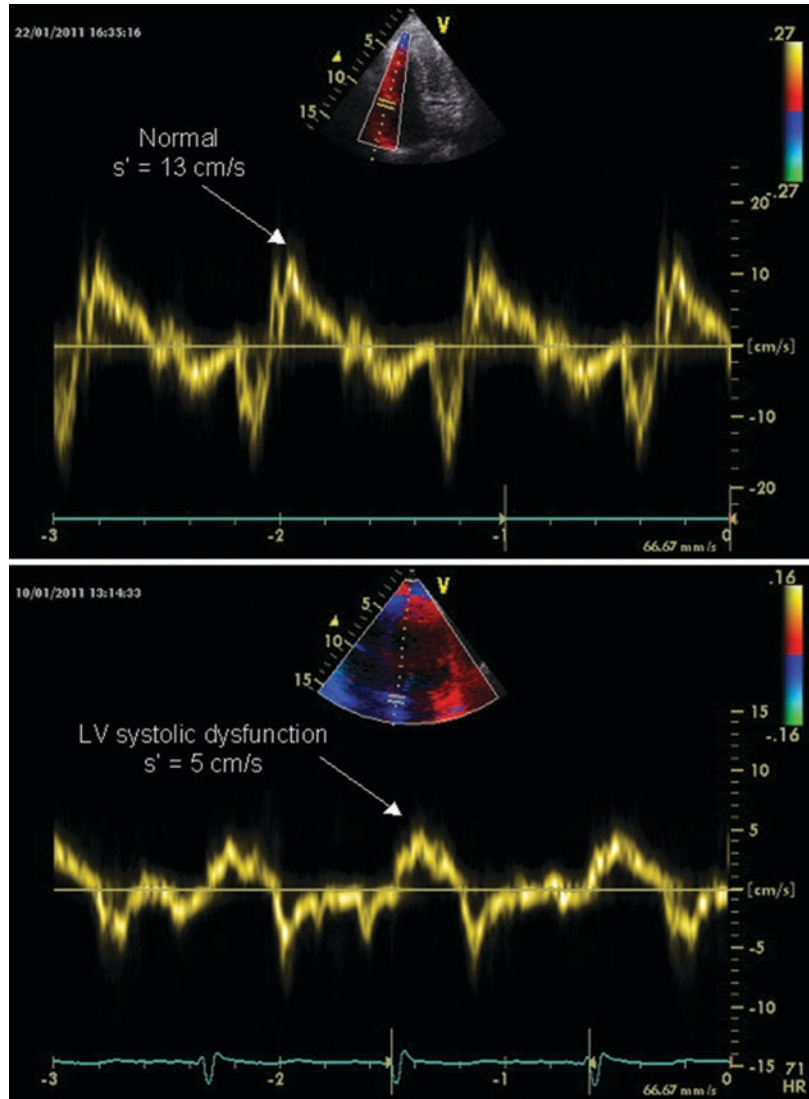 22/01/2011 16:35:16
V
.27
5
10
15
-.27
Normal
s' = 13 cm/s
20
10
[cm/s]
-10
-20
-3
-2
-1
0
66.67 mm/s
10/01/2011 13:14:33
V
.16
5
10
15
-.16
LV systolic dysfunction
s' = 5 cm/s
15
10
5
[cm/s]
-5
-10
-15
71
HR
-3
-2
-1
0
66.67 mm/s